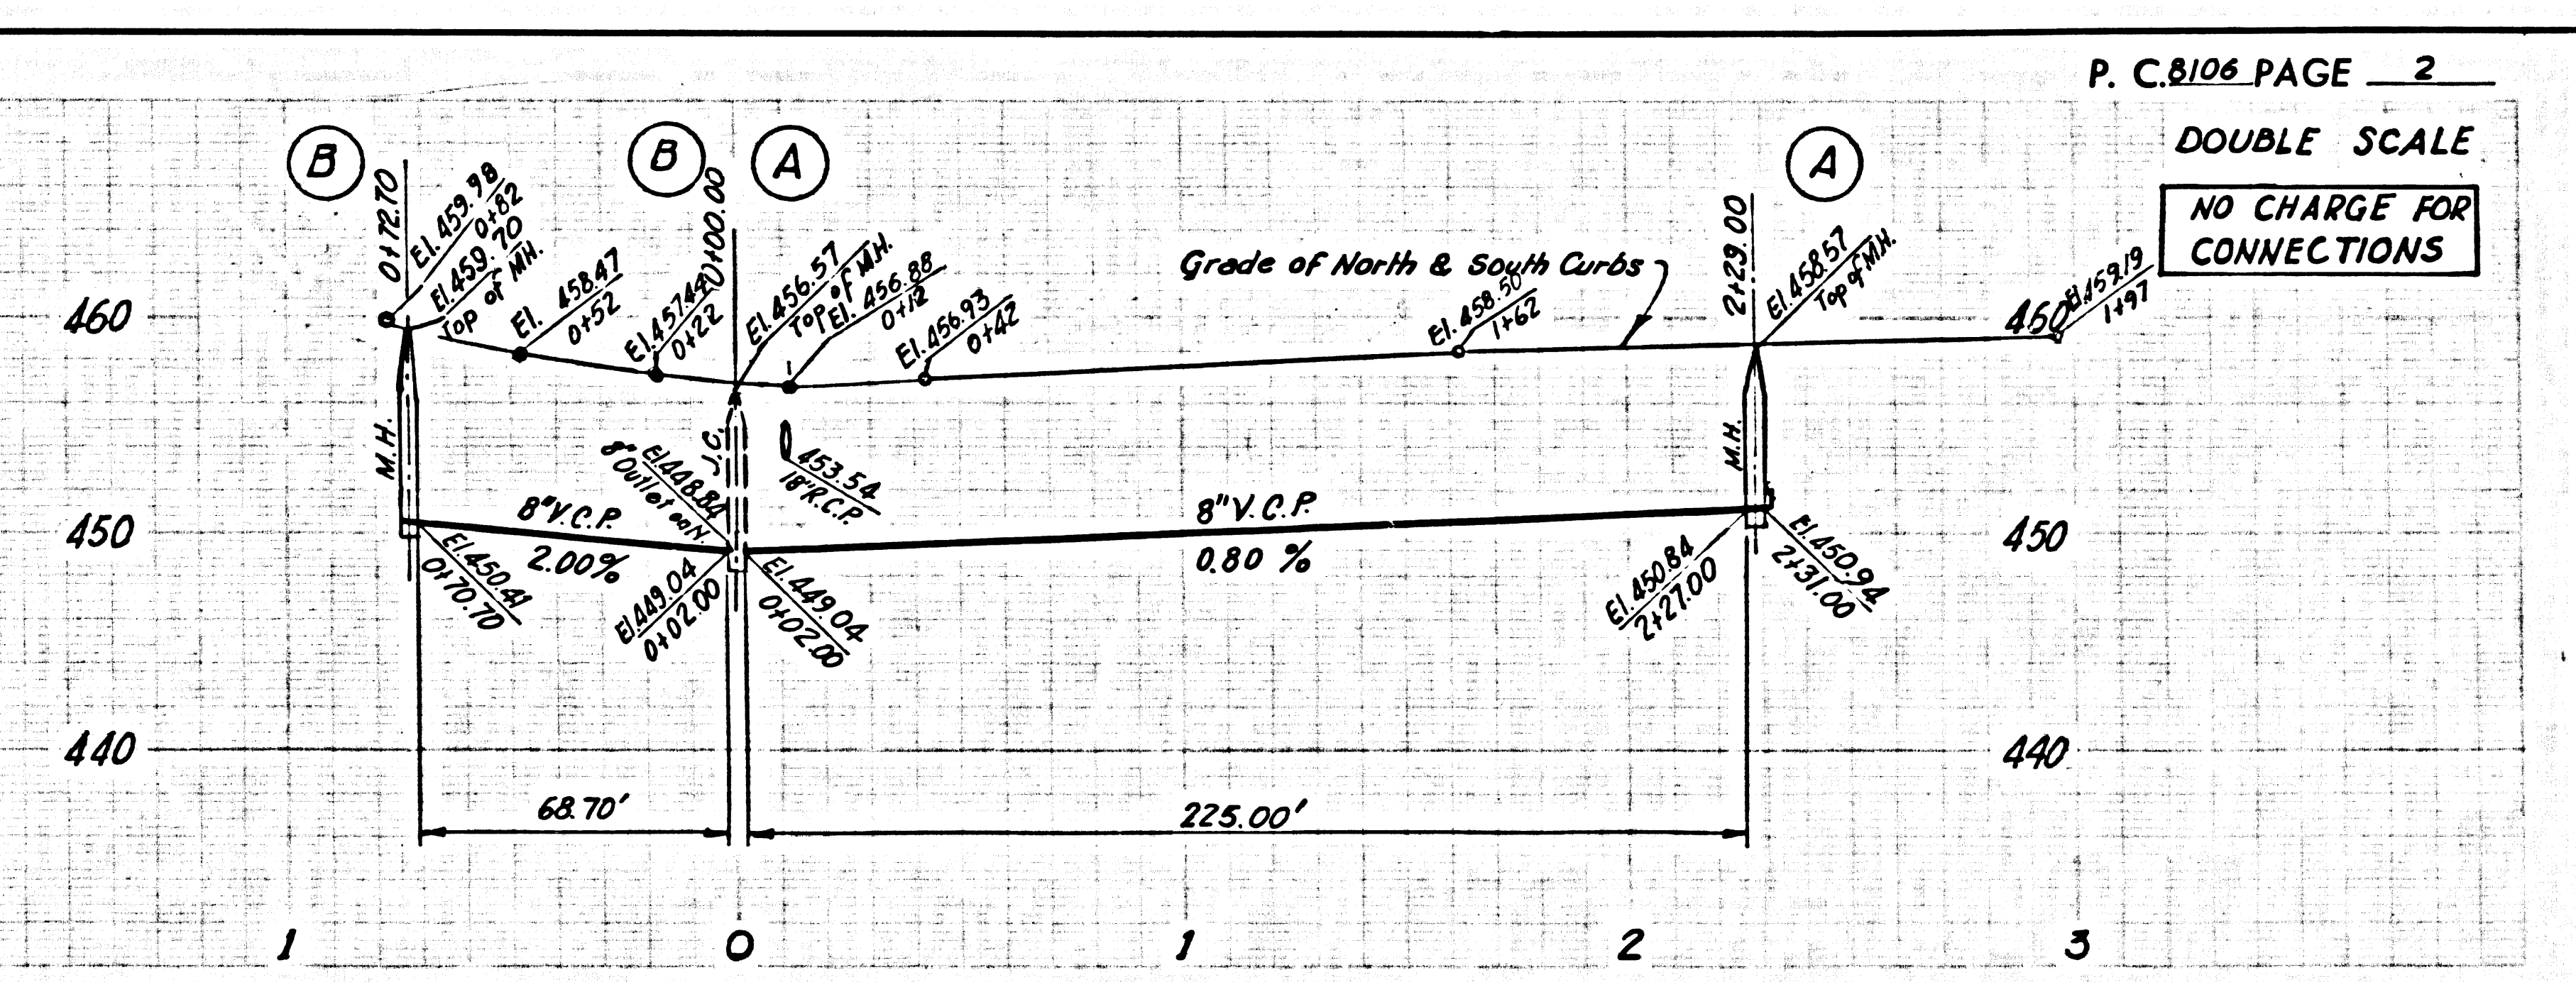 P. C. 8106 PAGE 2
DOUBLE SCALE
NO CHARGE FOR
CONNECTIONS
B
B
A
A
0+72.70
El. 459.98
0+82
El. 459.70
Top of M.H.
El. 458.47
0+52
El. 457.44
0+22
0+00.00
El. 456.57
Top of M.H.
El. 456.88
0+12
El. 456.93
0+42
Grade of North & South Curbs
El. 458.50
1+62
2+29.00
El. 458.57
Top of M.H.
El. 459.19
1+97
460
460
M.H.
El. 448.84
8" Outlet on N.
453.54
18" R.C.P.
M.H.
450
8" V.C.P.
2.00%
8" V.C.P.
0.80 %
450
El. 450.41
0+70.70
El. 449.04
0+02.00
El. 449.04
0+02.00
El. 450.84
2+27.00
El. 450.94
2+31.00
440
440
68.70'
225.00'
1
0
1
2
3